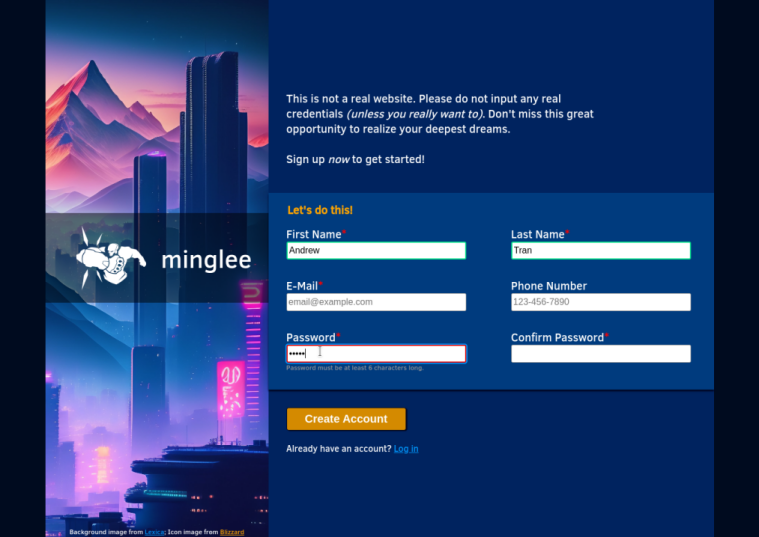 This is not a real website. Please do not input any real
credentials (unless you really want to). Don't miss this great
opportunity to realize your deepest dreams.
Sign up now to get started!
minglee
Let's do this!
First Name*
Last Name*
Andrew
Tran
E-Mail*
Phone Number
email@example.com
123-456-7890
Password*
Confirm Password*
•••••
Password must be at least 6 characters long.
Create Account
Already have an account? Log in
Background image from Lexica; Icon image from Blizzard